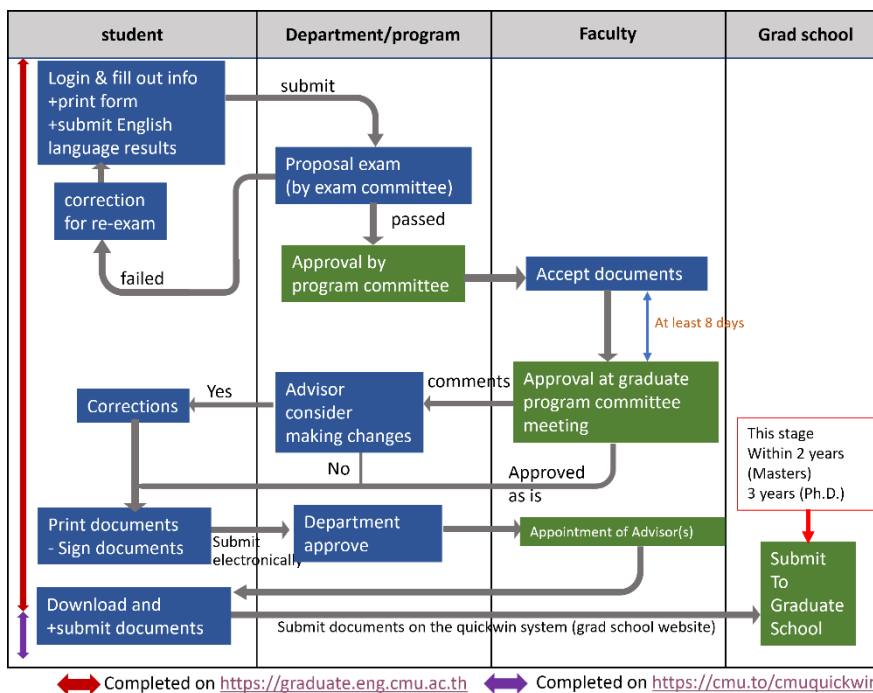 student
Department/program
Faculty
Grad school
Login & fill out info
+print form
+submit English
language results
submit
Proposal exam
(by exam committee)
correction
for re-exam
passed
failed
Approval by
program committee
Accept documents
At least 8 days
Approval at graduate
program committee
meeting
comments
Advisor
consider
making changes
Yes
Corrections
No
Approved
as is
This stage
Within 2 years
(Masters)
3 years (Ph.D.)
Print documents
- Sign documents
Submit
electronically
Department
approve
Appointment of Advisor(s)
Submit
To
Graduate
School
Download and
+submit documents
Submit documents on the quickwin system (grad school website)
Completed on https://graduate.eng.cmu.ac.th
Completed on https://cmu.to/cmuquickwin